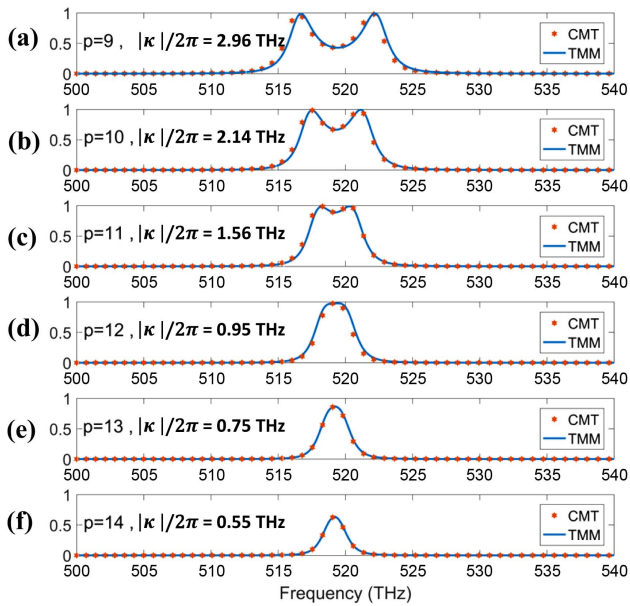 (a) p=9 , |κ|/2π = 2.96 THz
CMT
TMM
1
0.5
0
500 505 510 515 520 525 530 535 540
(b) p=10 , |κ|/2π = 2.14 THz
CMT
TMM
1
0.5
0
500 505 510 515 520 525 530 535 540
(c) p=11 , |κ|/2π = 1.56 THz
CMT
TMM
1
0.5
0
500 505 510 515 520 525 530 535 540
(d) p=12 , |κ|/2π = 0.95 THz
CMT
TMM
1
0.5
0
500 505 510 515 520 525 530 535 540
(e) p=13 , |κ|/2π = 0.75 THz
CMT
TMM
1
0.5
0
500 505 510 515 520 525 530 535 540
(f) p=14 , |κ|/2π = 0.55 THz
CMT
TMM
1
0.5
0
500 505 510 515 520 525 530 535 540
Frequency (THz)